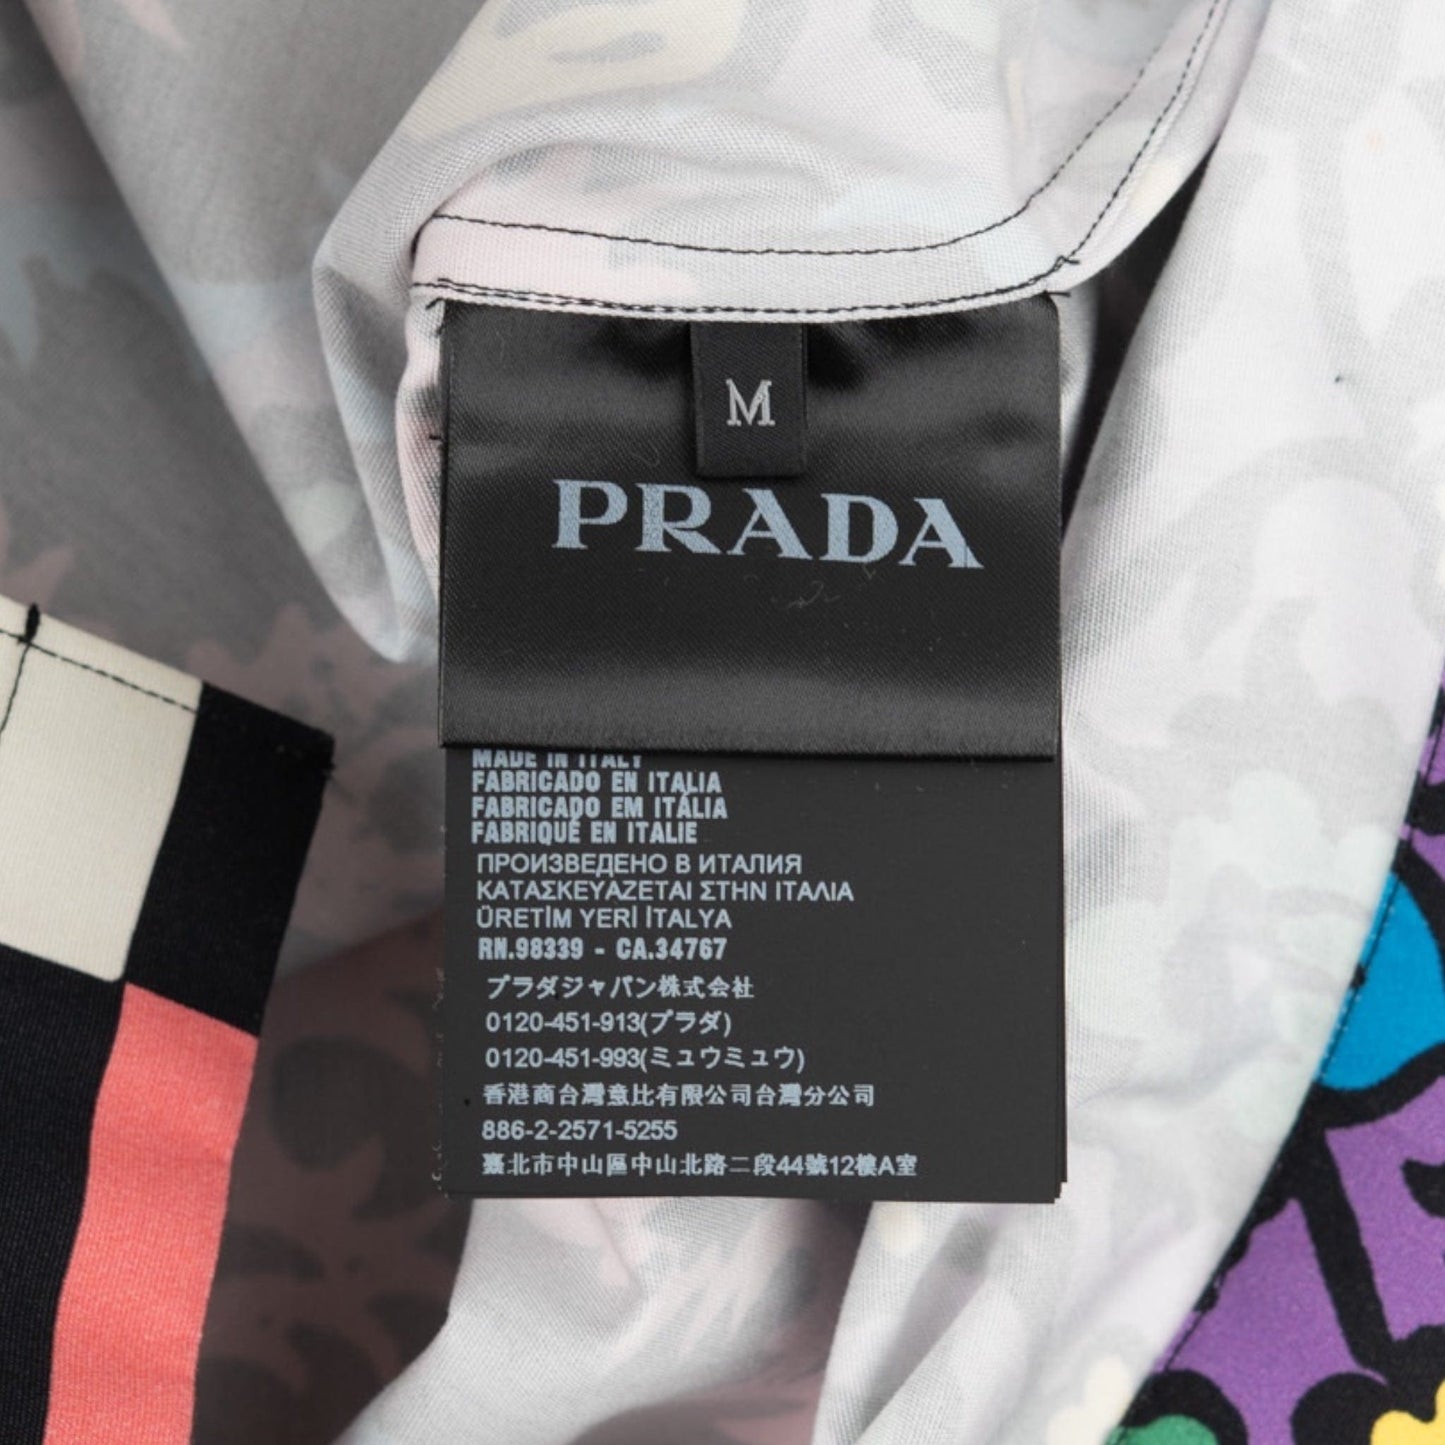 M
PRADA
MADE IN ITALY
FABRICADO EN ITALIA
FABRICADO EM ITÁLIA
FABRIQUÉ EN ITALIE
ПРОИЗВЕДЕНО В ИТАЛИЯ
ΚΑΤΑΣΚΕΥΑΖΕΤΑΙ ΣΤΗΝ ΙΤΑΛΙΑ
ÜRETİM YERİ İTALYA
RN.98339 - CA.34767
プラダジャパン株式会社
0120-451-913(プラダ)
0120-451-993(ミュウミュウ)
香港商台灣意比有限公司台灣分公司
886-2-2571-5255
臺北市中山區中山北路二段44號12樓A室